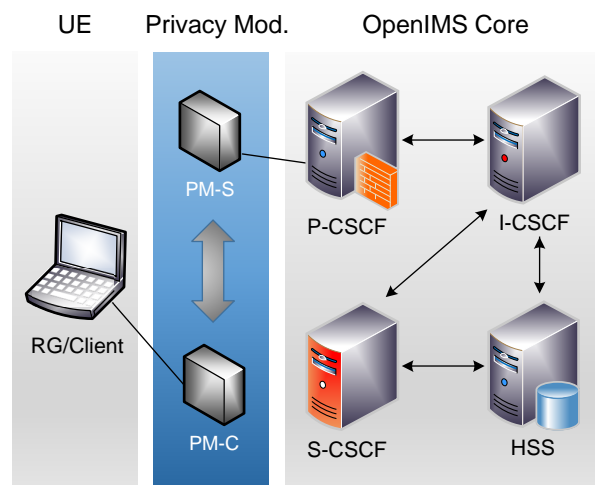 UE
Privacy Mod.
OpenIMS Core
PM-S
P-CSCF
I-CSCF
RG/Client
PM-C
S-CSCF
HSS